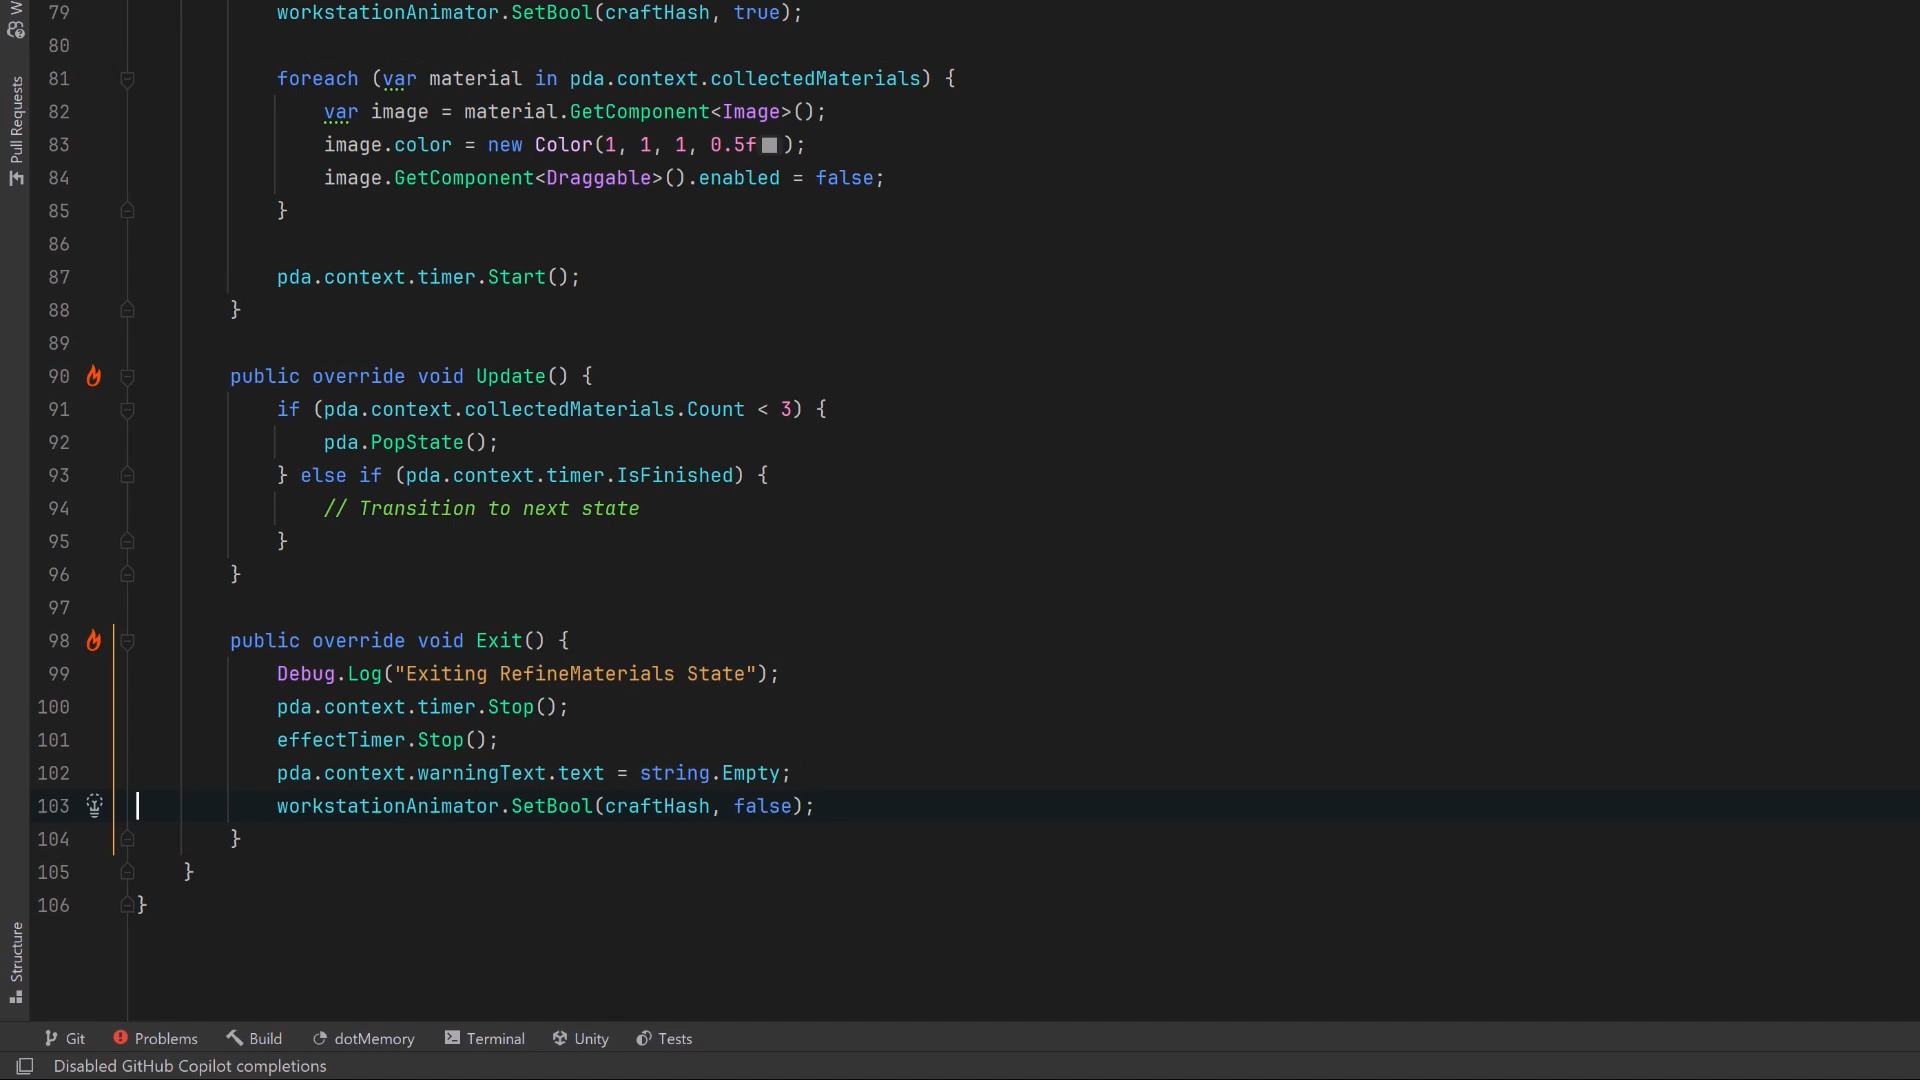 W
Pull Requests
Structure
79 workstationAnimator.SetBool(craftHash, true);
80
81 foreach (var material in pda.context.collectedMaterials) {
82 var image = material.GetComponent<Image>();
83 image.color = new Color(1, 1, 1, 0.5f);
84 image.GetComponent<Draggable>().enabled = false;
85 }
86
87 pda.context.timer.Start();
88 }
89
90 public override void Update() {
91 if (pda.context.collectedMaterials.Count < 3) {
92 pda.PopState();
93 } else if (pda.context.timer.IsFinished) {
94 // Transition to next state
95 }
96 }
97
98 public override void Exit() {
99 Debug.Log("Exiting RefineMaterials State");
100 pda.context.timer.Stop();
101 effectTimer.Stop();
102 pda.context.warningText.text = string.Empty;
103 workstationAnimator.SetBool(craftHash, false);
104 }
105 }
106 }
Git Problems Build dotMemory Terminal Unity Tests
Disabled GitHub Copilot completions